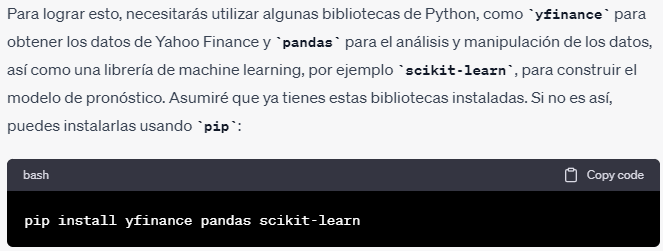 Para lograr esto, necesitarás utilizar algunas bibliotecas de Python, como `yfinance` para
obtener los datos de Yahoo Finance y `pandas` para el análisis y manipulación de los datos,
así como una librería de machine learning, por ejemplo `scikit-learn`, para construir el
modelo de pronóstico. Asumiré que ya tienes estas bibliotecas instaladas. Si no es así,
puedes instalarlas usando `pip`:
bash Copy code
pip install yfinance pandas scikit-learn